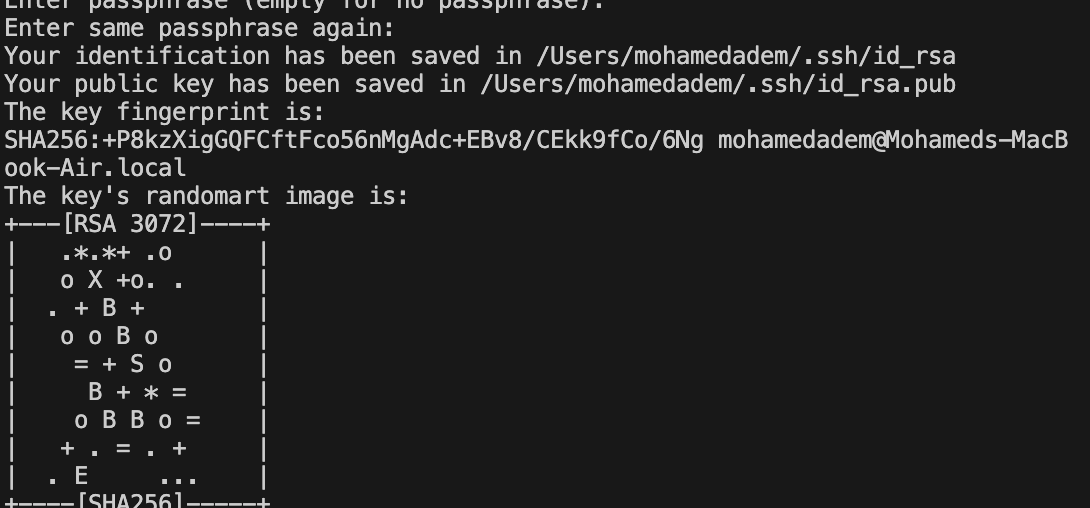 Enter passphrase (empty for no passphrase):
Enter same passphrase again:
Your identification has been saved in /Users/mohamedadem/.ssh/id_rsa
Your public key has been saved in /Users/mohamedadem/.ssh/id_rsa.pub
The key fingerprint is:
SHA256:+P8kzXigGQFCftFco56nMgAdc+EBv8/CEkk9fCo/6Ng mohamedadem@Mohameds-MacB
ook-Air.local
The key's randomart image is:
+---[RSA 3072]----+
|   .*.*+ .o      |
|   o X +o. .     |
|  . + B +        |
|   o o B o       |
|    = + S o      |
|     B + * =     |
|    o B B o =    |
|   + . = . +     |
|  . E     ...    |
+----[SHA256]-----+